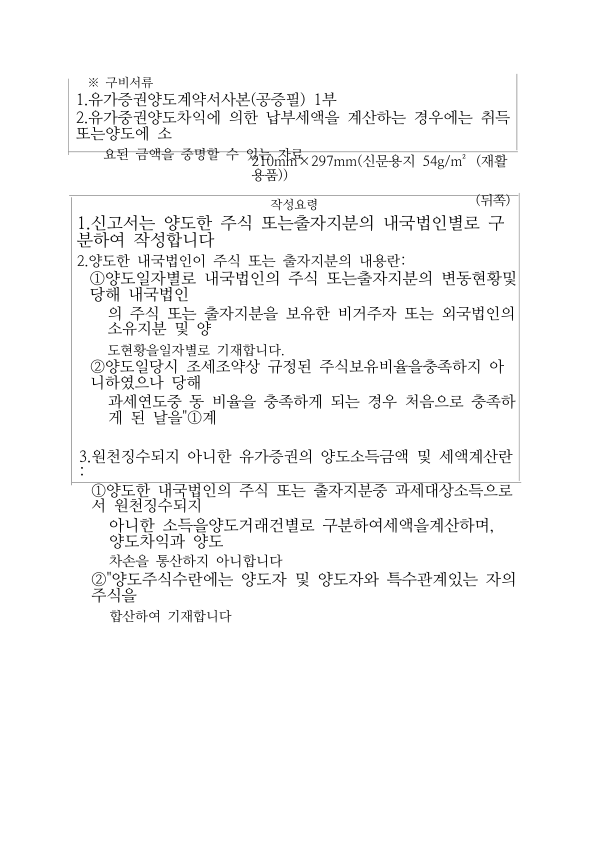 ※ 구비서류
1.유가증권양도계약서사본(공증필) 1부
2.유가증권양도차익에 의한 납부세액을 계산하는 경우에는 취득
또는양도에 소
요된 금액을 증명할 수 있는 자료
210mm×297mm(신문용지 54g/㎡ (재활
용품))
(뒤쪽)
작성요령
1.신고서는 양도한 주식 또는출자지분의 내국법인별로 구
분하여 작성합니다
2.양도한 내국법인이 주식 또는 출자지분의 내용란:
①양도일자별로 내국법인의 주식 또는출자지분의 변동현황및
당해 내국법인
의 주식 또는 출자지분을 보유한 비거주자 또는 외국법인의
소유지분 및 양
도현황을일자별로 기재합니다.
②양도일당시 조세조약상 규정된 주식보유비율을충족하지 아
니하였으나 당해
과세연도중 동 비율을 충족하게 되는 경우 처음으로 충족하
게 된 날을"①계
3.원천징수되지 아니한 유가증권의 양도소득금액 및 세액계산란
:
①양도한 내국법인의 주식 또는 출자지분중 과세대상소득으로
서 원천징수되지
아니한 소득을양도거래건별로 구분하여세액을계산하며,
양도차익과 양도
차손을 통산하지 아니합니다
②"양도주식수란에는 양도자 및 양도자와 특수관계있는 자의
주식을
합산하여 기재합니다